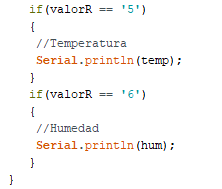 if(valorR == '5')
{
//Temperatura
Serial.println(temp);
}
if(valorR == '6')
{
//Humedad
Serial.println(hum);
}
}